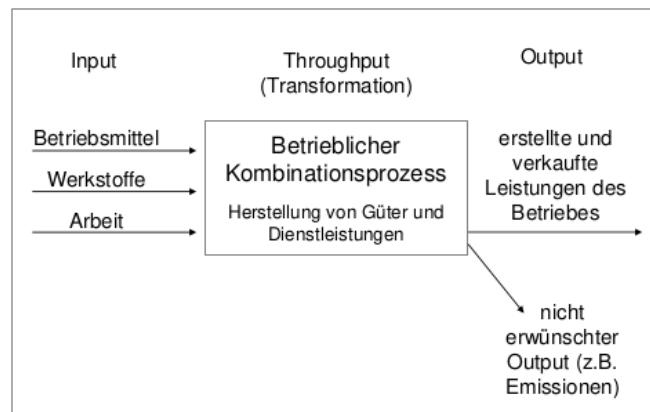 Input
Throughput
(Transformation)
Output
Betriebsmittel
Werkstoffe
Arbeit
Betrieblicher
Kombinationsprozess
Herstellung von Güter und
Dienstleistungen
erstellte und
verkaufte
Leistungen des
Betriebes
nicht
erwünschter
Output (z.B.
Emissionen)